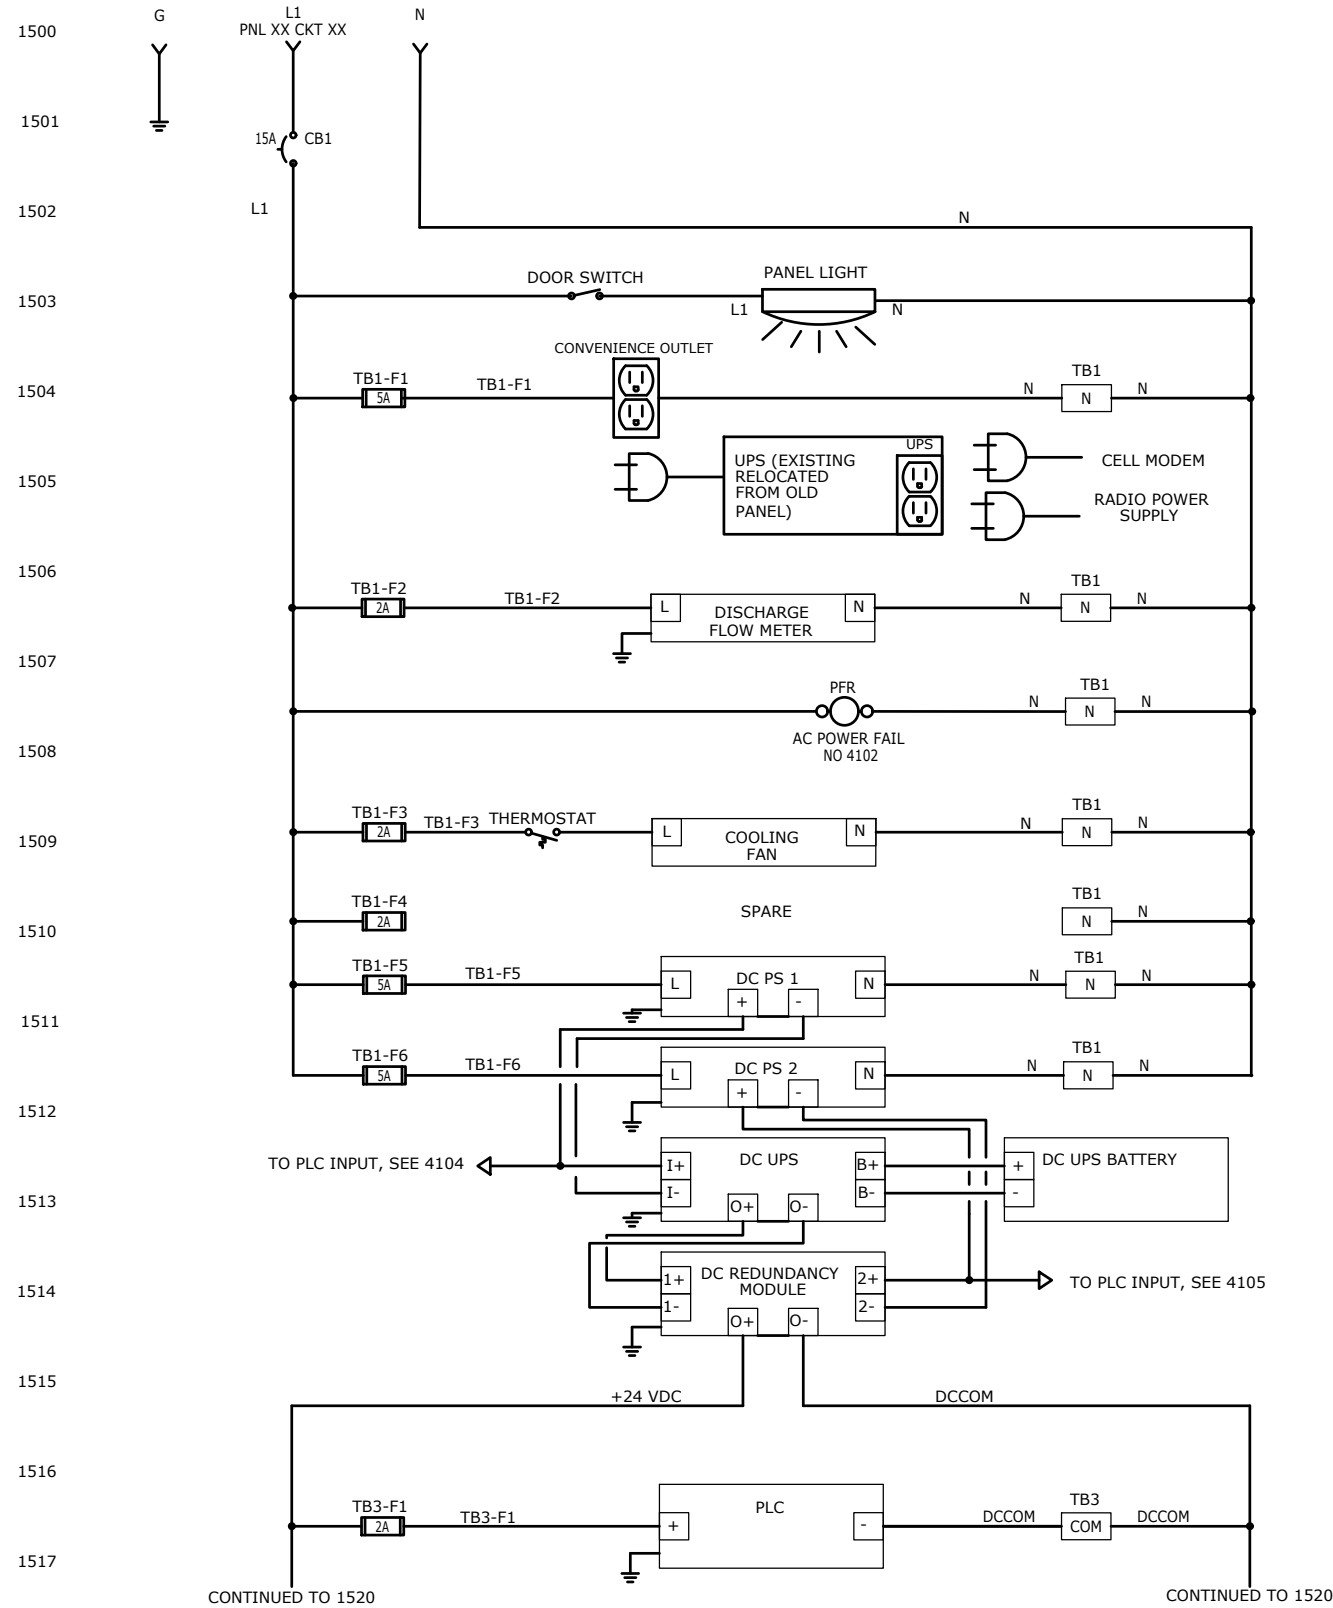 G
L1
N
1500
PNL XX CKT XX
1501
15A
CB1
1502
L1
N
DOOR SWITCH
PANEL LIGHT
1503
L1
N
CONVENIENCE OUTLET
TB1-F1
TB1-F1
TB1
1504
5A
N
N
N
UPS
UPS (EXISTING
RELOCATED
FROM OLD
PANEL)
CELL MODEM
1505
RADIO POWER
SUPPLY
1506
TB1-F2
TB1-F2
TB1
2A
L
DISCHARGE
FLOW METER
N
N
N
N
1507
PFR
TB1
N
N
N
AC POWER FAIL
NO 4102
1508
TB1-F3
TB1-F3
THERMOSTAT
TB1
2A
L
COOLING
FAN
N
N
N
N
1509
TB1-F4
SPARE
TB1
2A
N
N
1510
TB1-F5
TB1-F5
DC PS 1
TB1
5A
L
+
-
N
N
N
N
1511
TB1-F6
TB1-F6
DC PS 2
TB1
5A
L
+
-
N
N
N
N
1512
TO PLC INPUT, SEE 4104
I+
DC UPS
B+
+
DC UPS BATTERY
I-
B-
-
1513
O+
O-
1+
DC REDUNDANCY
MODULE
2+
TO PLC INPUT, SEE 4105
1514
1-
2-
O+
O-
1515
+24 VDC
DCCOM
1516
TB3-F1
TB3-F1
PLC
TB3
2A
+
-
DCCOM
COM
DCCOM
1517
CONTINUED TO 1520
CONTINUED TO 1520